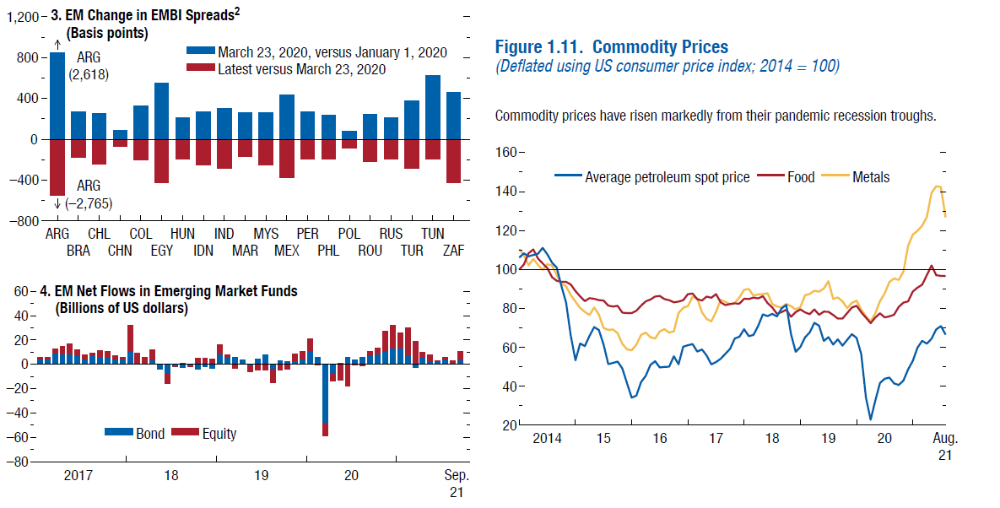 3. EM Change in EMBI Spreads2
(Basis points)
1,200
800
400
0
−400
−800
ARG
(2,618)
March 23, 2020, versus January 1, 2020
Latest versus March 23, 2020
ARG
(−2,765)
ARG CHL COL HUN IND MYS PER POL RUS TUN
BRA CHN EGY IDN MAR MEX PHL ROU TUR ZAF
4. EM Net Flows in Emerging Market Funds
(Billions of US dollars)
60
40
20
0
−20
−40
−60
−80
Bond Equity
2017 18 19 20 Sep.
21
Figure 1.11. Commodity Prices
(Deflated using US consumer price index; 2014 = 100)
Commodity prices have risen markedly from their pandemic recession troughs.
160
140
120
100
80
60
40
20
Average petroleum spot price Food Metals
2014 15 16 17 18 19 20 Aug.
21